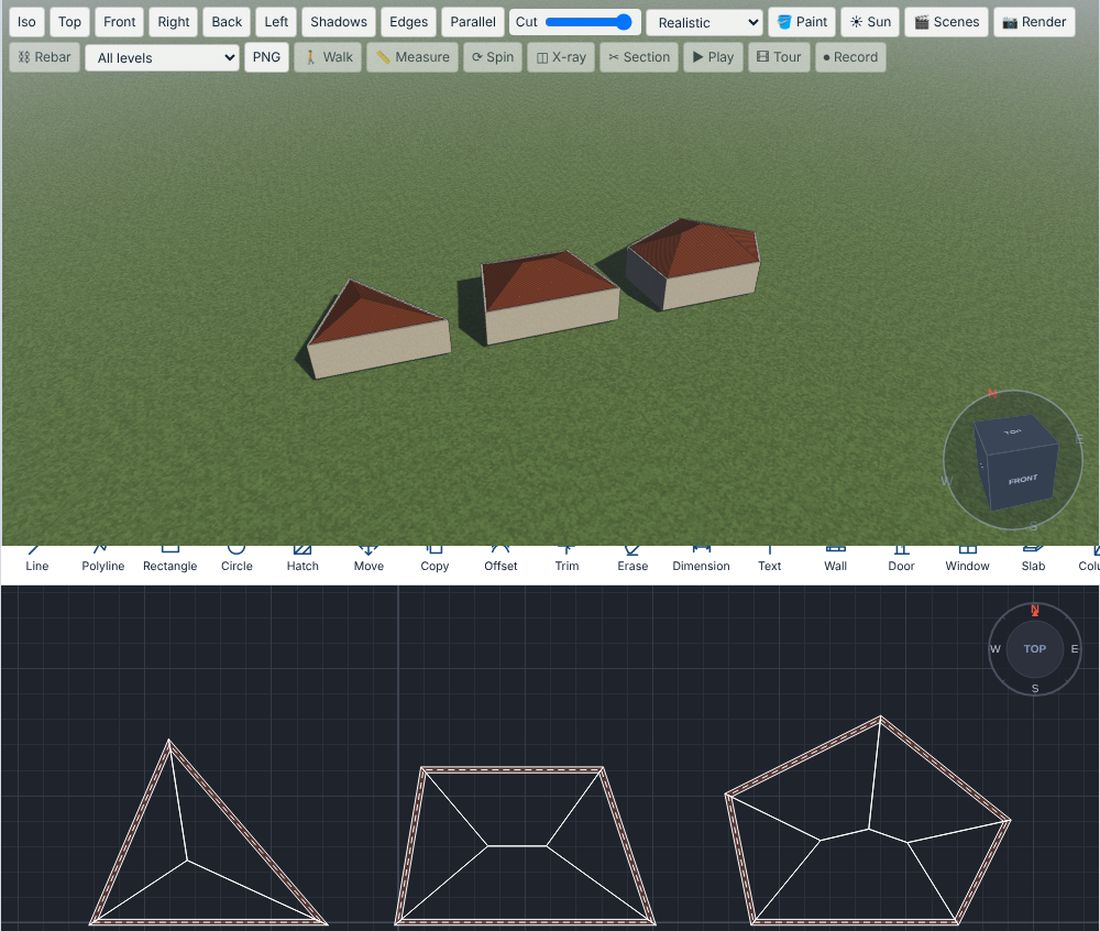 Iso Top Front Right Back Left Shadows Edges Parallel Cut Realistic Paint Sun Scenes Render
Rebar All levels PNG Walk Measure Spin X-ray Section Play Tour Record
N
E
TOP
W
FRONT
S
Line Polyline Rectangle Circle Hatch Move Copy Offset Trim Erase Dimension Text Wall Door Window Slab Colu
N
W TOP E
S